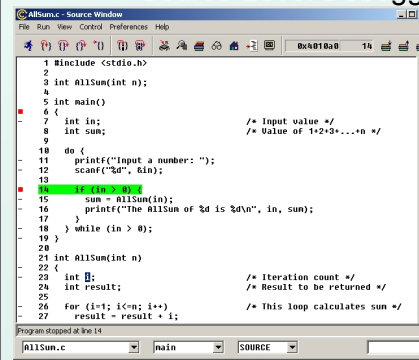 AllSum.c - Source Window
File Run View Control Preferences Help
0x4010a0 14
1 #include <stdio.h>
2
3 int AllSum(int n);
4
5 int main()
6 {
7 int in; /* Input value */
8 int sum; /* Value of 1+2+3+...+n */
9
10 do {
11 printf("Input a number: ");
12 scanf("%d", &in);
13
14 if (in > 0) {
15 sum = AllSum(in);
16 printf("The AllSum of %d is %d\n", in, sum);
17 }
18 } while (in > 0);
19 }
20
21 int AllSum(int n)
22 {
23 int i; /* Iteration count */
24 int result; /* Result to be returned */
25
26 for (i=1; i<=n; i++) /* This loop calculates sum */
27 result = result + i;
Program stopped at line 14
AllSum.c main SOURCE